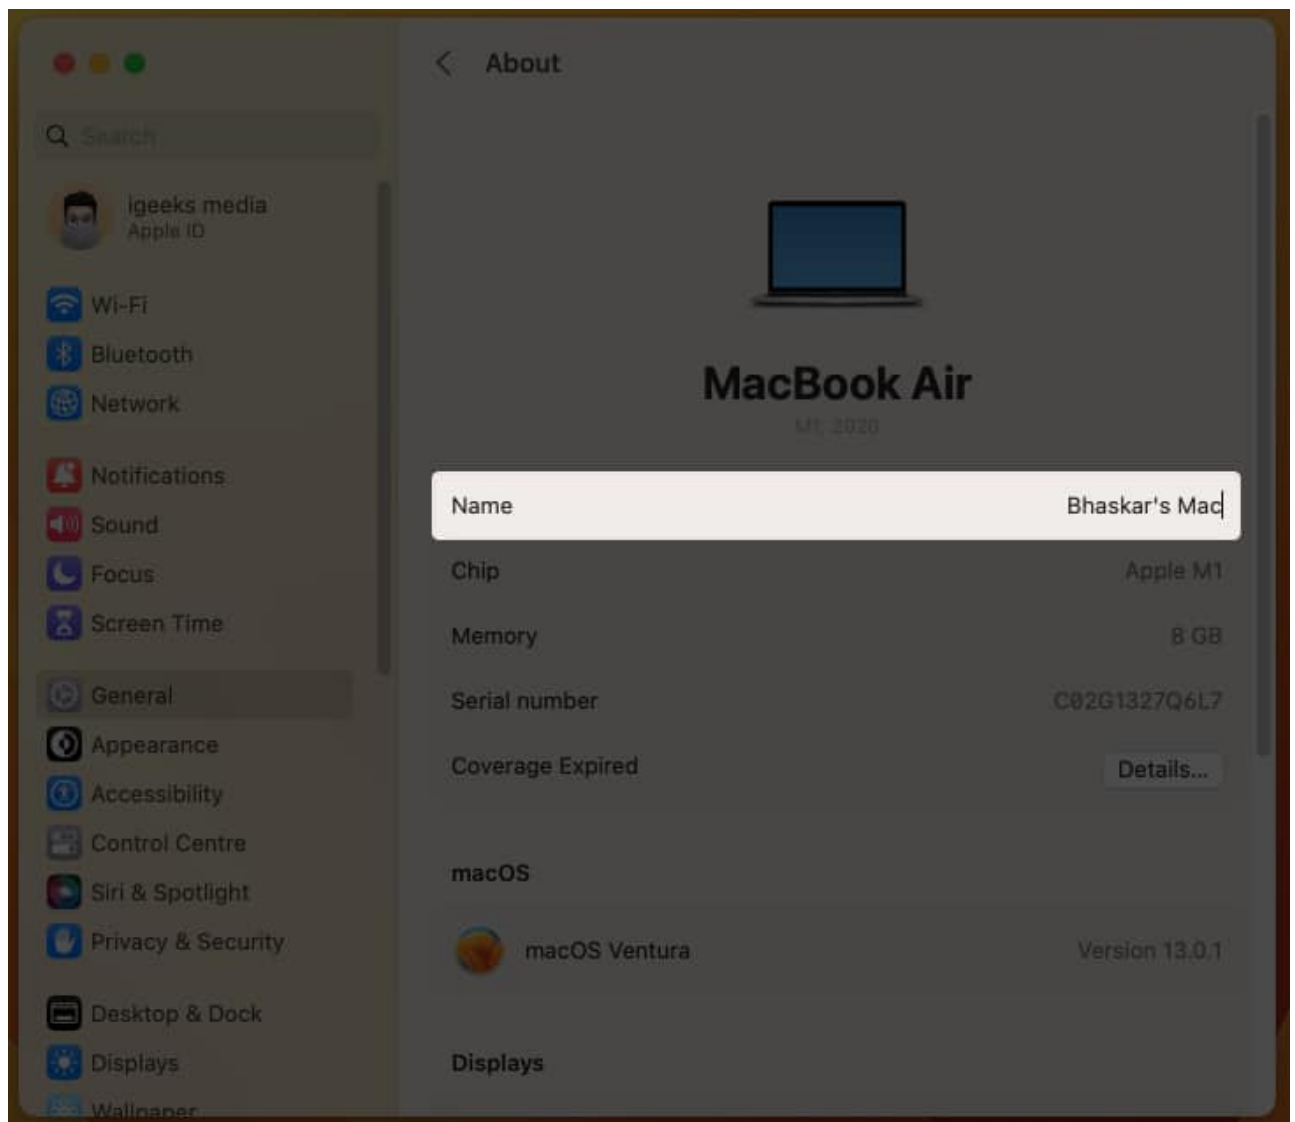 About
Search
igeeks media
Apple ID
Wi-Fi
Bluetooth
Network
Notifications
Sound
Focus
Screen Time
General
Appearance
Accessibility
Control Centre
Siri & Spotlight
Privacy & Security
Desktop & Dock
Displays
Wallpaper
MacBook Air
M1, 2020
Name Bhaskar's Mac
Chip Apple M1
Memory 8 GB
Serial number C02G1327Q6L7
Coverage Expired Details...
macOS
macOS Ventura Version 13.0.1
Displays